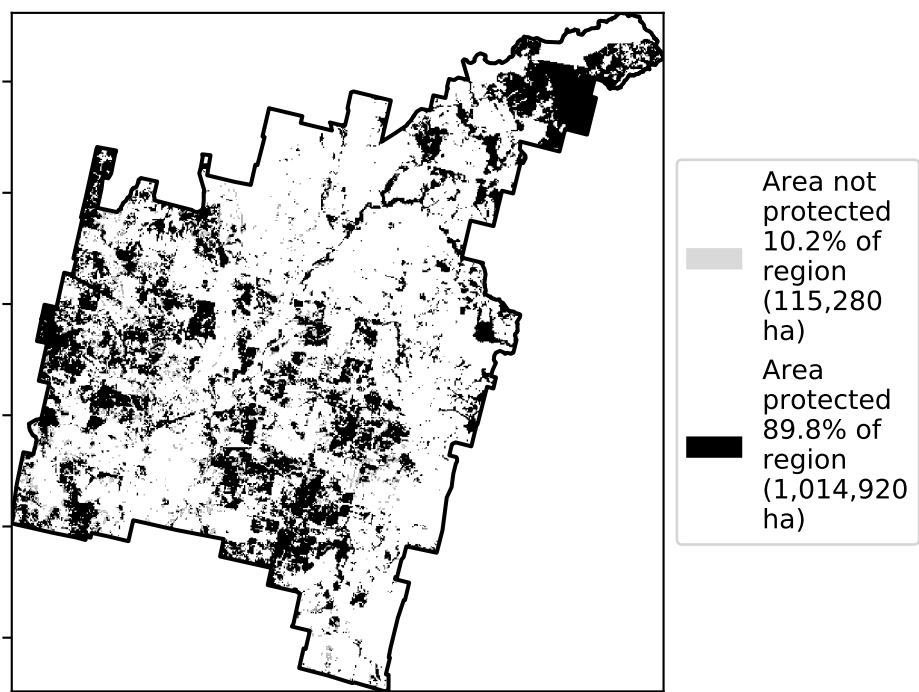 Area not
protected
10.2% of
region
(115,280
ha)
Area
protected
89.8% of
region
(1,014,920
ha)